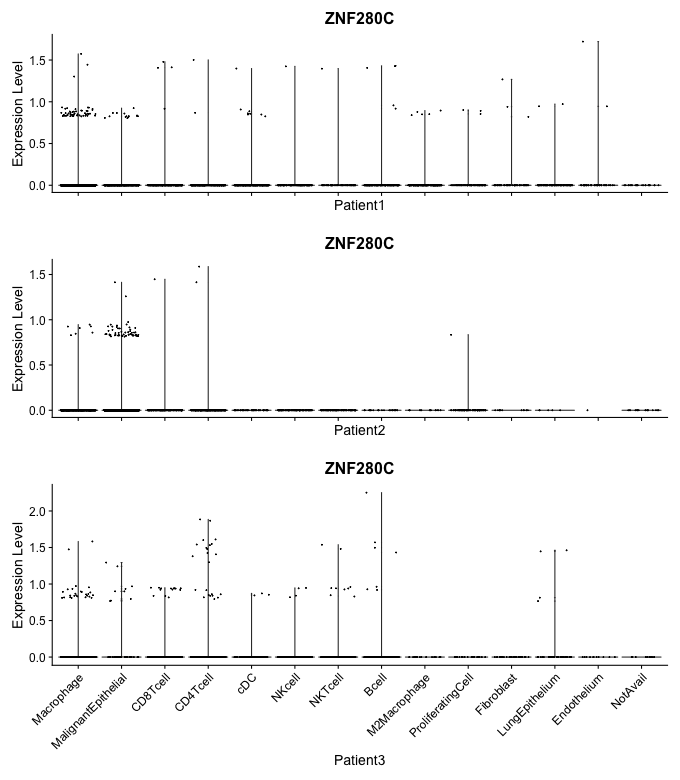 ZNF280C
Expression Level
1.5
1.0
0.5
0.0
Patient1
ZNF280C
Expression Level
1.5
1.0
0.5
0.0
Patient2
ZNF280C
Expression Level
2.0
1.5
1.0
0.5
0.0
Macrophage
MalignantEpithelial
CD8Tcell
CD4Tcell
cDC
NKcell
NKTcell
Bcell
M2Macrophage
ProliferatingCell
Fibroblast
LungEpithelium
Endothelium
NotAvail
Patient3